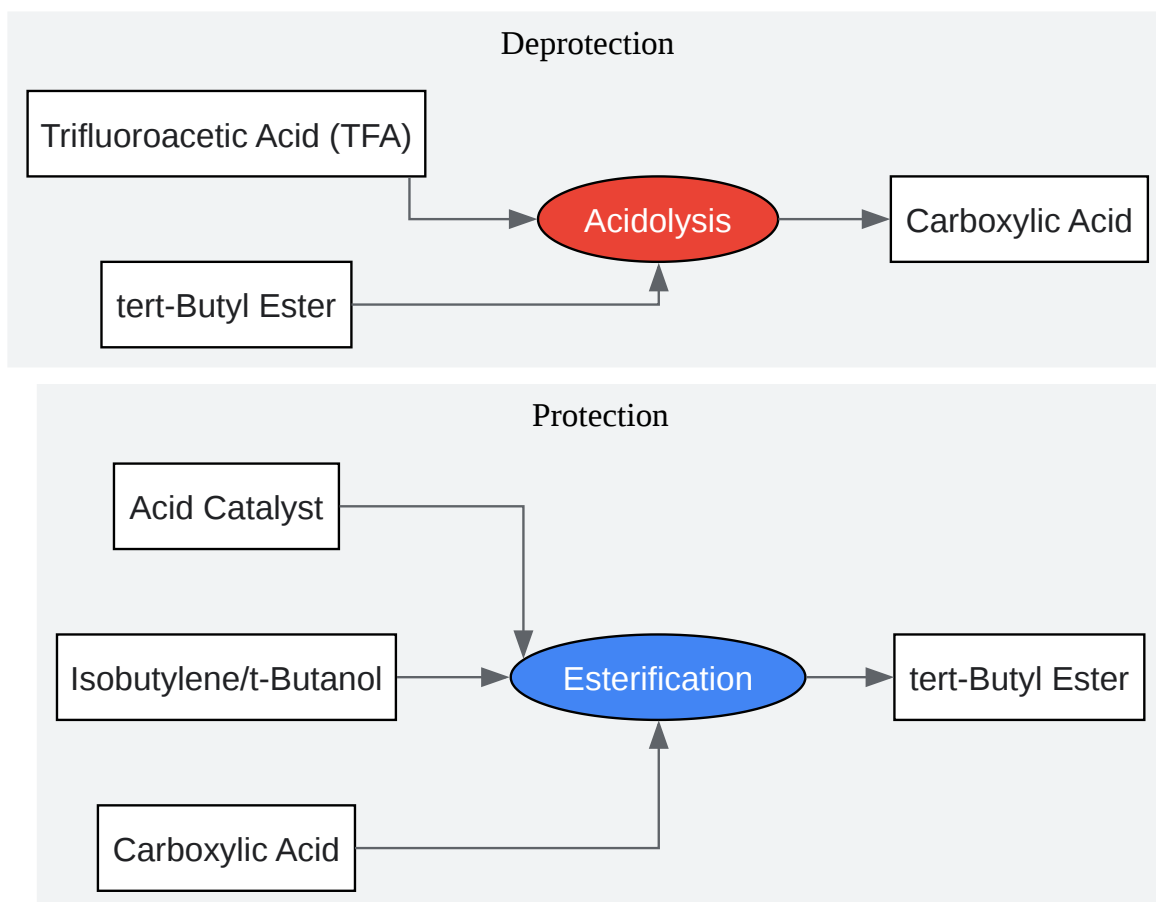 Deprotection
Trifluoroacetic Acid (TFA)
Acidolysis
Carboxylic Acid
tert-Butyl Ester
Protection
Acid Catalyst
Isobutylene/t-Butanol
Esterification
tert-Butyl Ester
Carboxylic Acid